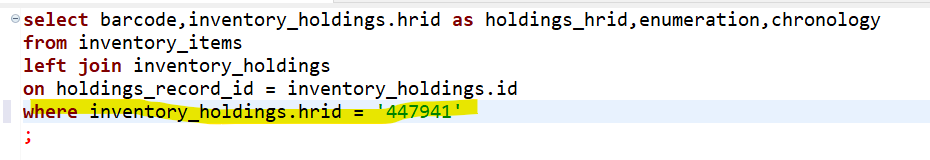 select barcode,inventory_holdings.hrid as holdings_hrid,enumeration,chronology
from inventory_items
left join inventory_holdings
on holdings_record_id = inventory_holdings.id
where inventory_holdings.hrid = '447941'
;